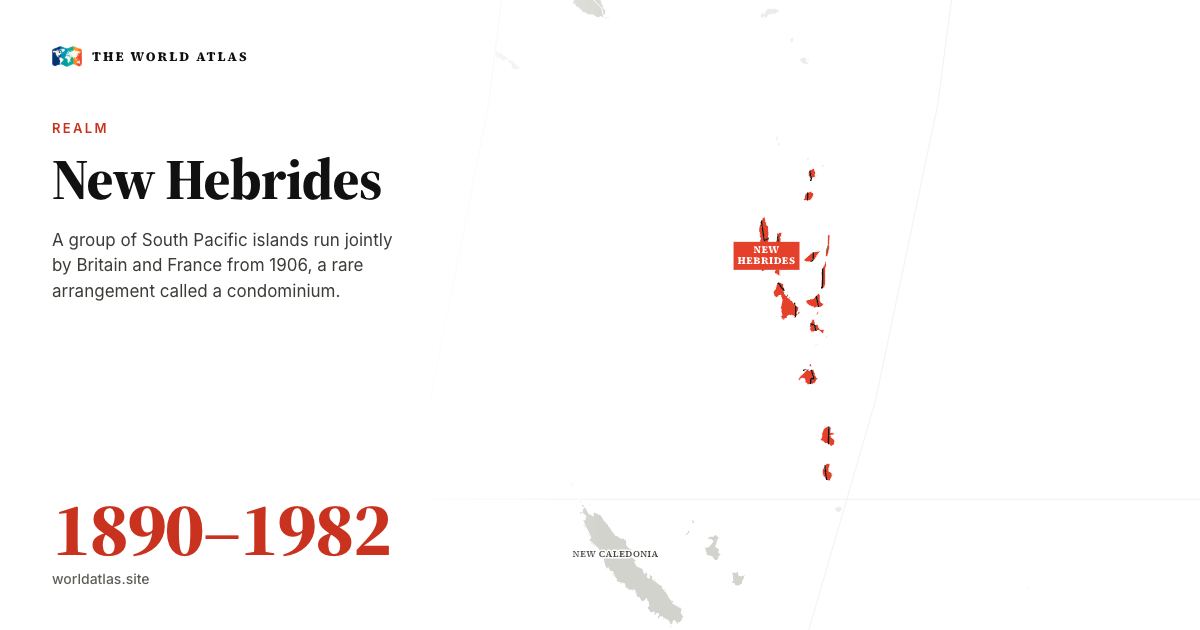 THE WORLD ATLAS
REALM
New Hebrides
A group of South Pacific islands run jointly
by Britain and France from 1906, a rare
arrangement called a condominium.
NEW
HEBRIDES
1890–1982
NEW CALEDONIA
worldatlas.site